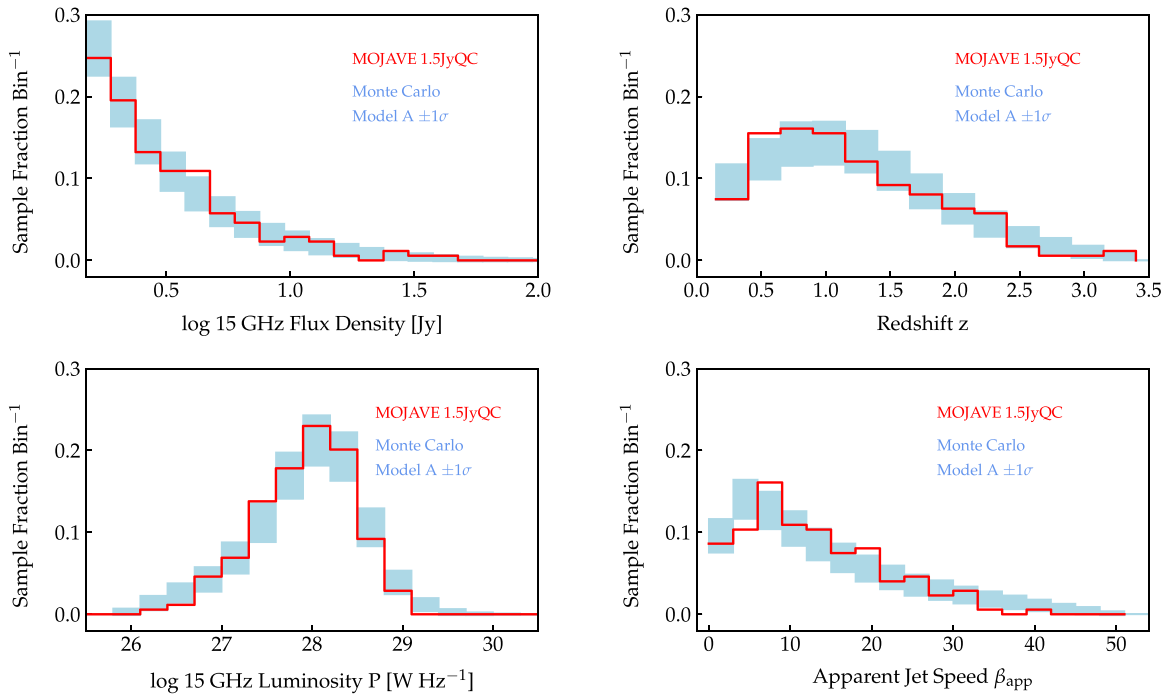 Sample Fraction Bin⁻¹
0.3
0.2
0.1
0.0
MOJAVE 1.5JyQC
Monte Carlo
Model A ±1σ
0.5 1.0 1.5 2.0
log 15 GHz Flux Density [Jy]
Sample Fraction Bin⁻¹
0.3
0.2
0.1
0.0
MOJAVE 1.5JyQC
Monte Carlo
Model A ±1σ
0.0 0.5 1.0 1.5 2.0 2.5 3.0 3.5
Redshift z
Sample Fraction Bin⁻¹
0.3
0.2
0.1
0.0
MOJAVE 1.5JyQC
Monte Carlo
Model A ±1σ
26 27 28 29 30
log 15 GHz Luminosity P [W Hz⁻¹]
Sample Fraction Bin⁻¹
0.3
0.2
0.1
0.0
MOJAVE 1.5JyQC
Monte Carlo
Model A ±1σ
0 10 20 30 40 50
Apparent Jet Speed β_app